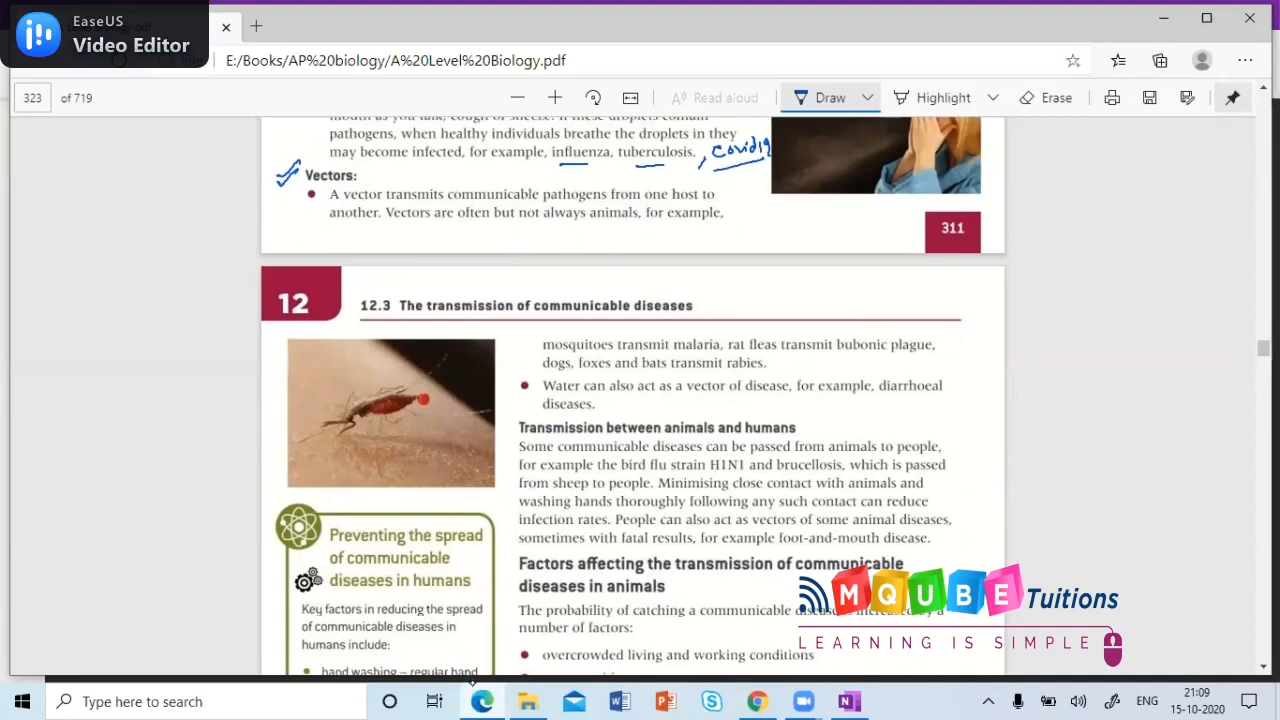 EaseUS
Video Editor
E:/Books/AP%20biology/A%20Level%20Biology.pdf
323 of 719
Read aloud
Draw
Highlight
Erase
pathogens, when healthy individuals breathe the droplets in they
may become infected, for example, influenza, tuberculosis. , covid19
Vectors:
A vector transmits communicable pathogens from one host to
another. Vectors are often but not always animals, for example,
311
12
12.3 The transmission of communicable diseases
mosquitoes transmit malaria, rat fleas transmit bubonic plague,
dogs, foxes and bats transmit rabies.
Water can also act as a vector of disease, for example, diarrhoeal
diseases.
Transmission between animals and humans
Some communicable diseases can be passed from animals to people,
for example the bird flu strain H1N1 and brucellosis, which is passed
from sheep to people. Minimising close contact with animals and
washing hands thoroughly following any such contact can reduce
infection rates. People can also act as vectors of some animal diseases,
sometimes with fatal results, for example foot-and-mouth disease.
Preventing the spread
of communicable
diseases in humans
Key factors in reducing the spread
of communicable diseases in
humans include:
hand washing – regular hand
Factors affecting the transmission of communicable
diseases in animals
The probability of catching a communicable disease is increased by a
number of factors:
overcrowded living and working conditions
MQUBE Tuitions
LEARNING IS SIMPLE
Type here to search
ENG
21:09
15-10-2020